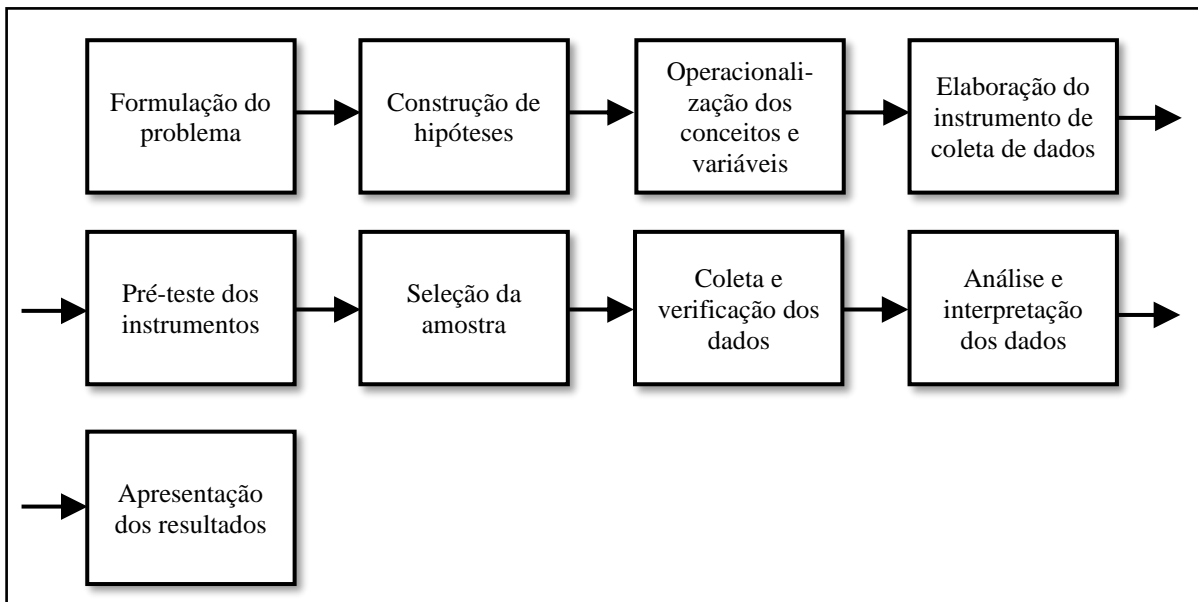 Formulação do
problema
Construção de
hipóteses
Operacionali-
zação dos
conceitos e
variáveis
Elaboração do
instrumento de
coleta de dados
Pré-teste dos
instrumentos
Seleção da
amostra
Coleta e
verificação dos
dados
Análise e
interpretação
dos dados
Apresentação
dos resultados